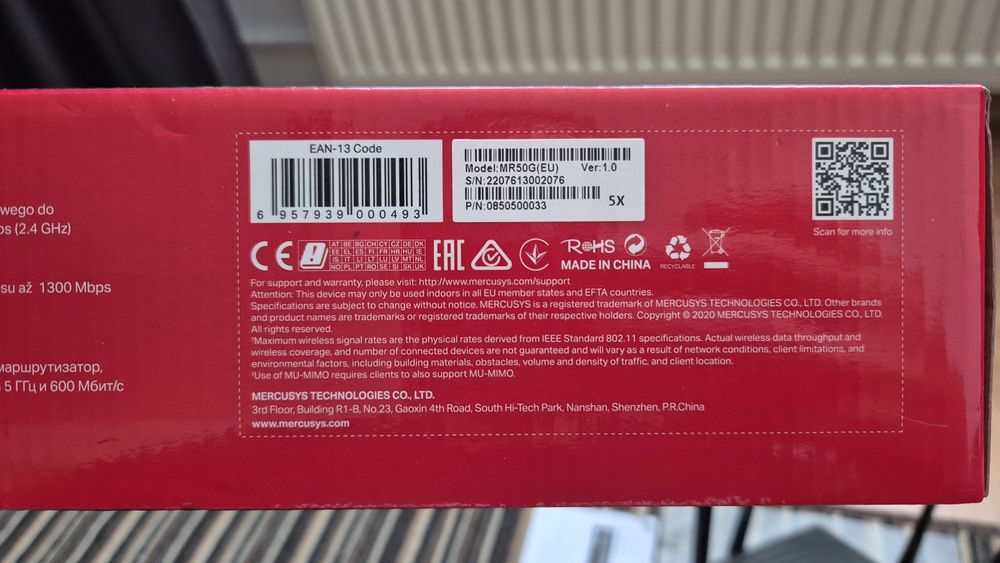 wego do
os (2.4 GHz)
su až 1300 Mbps
маршрутизатор,
5 ГГц и 600 Мбит/с
EAN-13 Code
6 957939 000493
Model:MR50G(EU) Ver:1.0
S/N:2207613002076
P/N:0850500033 5X
Scan for more info
CE
AT BE BG CH CY CZ DE DK
EE EL ES FI FR HR HU IE
IS IT LI LT LU LV MT NL
NO PL PT RO SE SI SK UK
EAC
RoHS
MADE IN CHINA
RECYCLABLE
For support and warranty, please visit: http://www.mercusys.com/support
Attention: This device may only be used indoors in all EU member states and EFTA countries.
Specifications are subject to change without notice. MERCUSYS is a registered trademark of MERCUSYS TECHNOLOGIES CO., LTD. Other brands
and product names are trademarks or registered trademarks of their respective holders. Copyright © 2020 MERCUSYS TECHNOLOGIES CO., LTD.
All rights reserved.
†Maximum wireless signal rates are the physical rates derived from IEEE Standard 802.11 specifications. Actual wireless data throughput and
wireless coverage, and number of connected devices are not guaranteed and will vary as a result of network conditions, client limitations, and
environmental factors, including building materials, obstacles, volume and density of traffic, and client location.
‡Use of MU-MIMO requires clients to also support MU-MIMO.
MERCUSYS TECHNOLOGIES CO., LTD.
3rd Floor, Building R1-B, No.23, Gaoxin 4th Road, South Hi-Tech Park, Nanshan, Shenzhen, P.R.China
www.mercusys.com